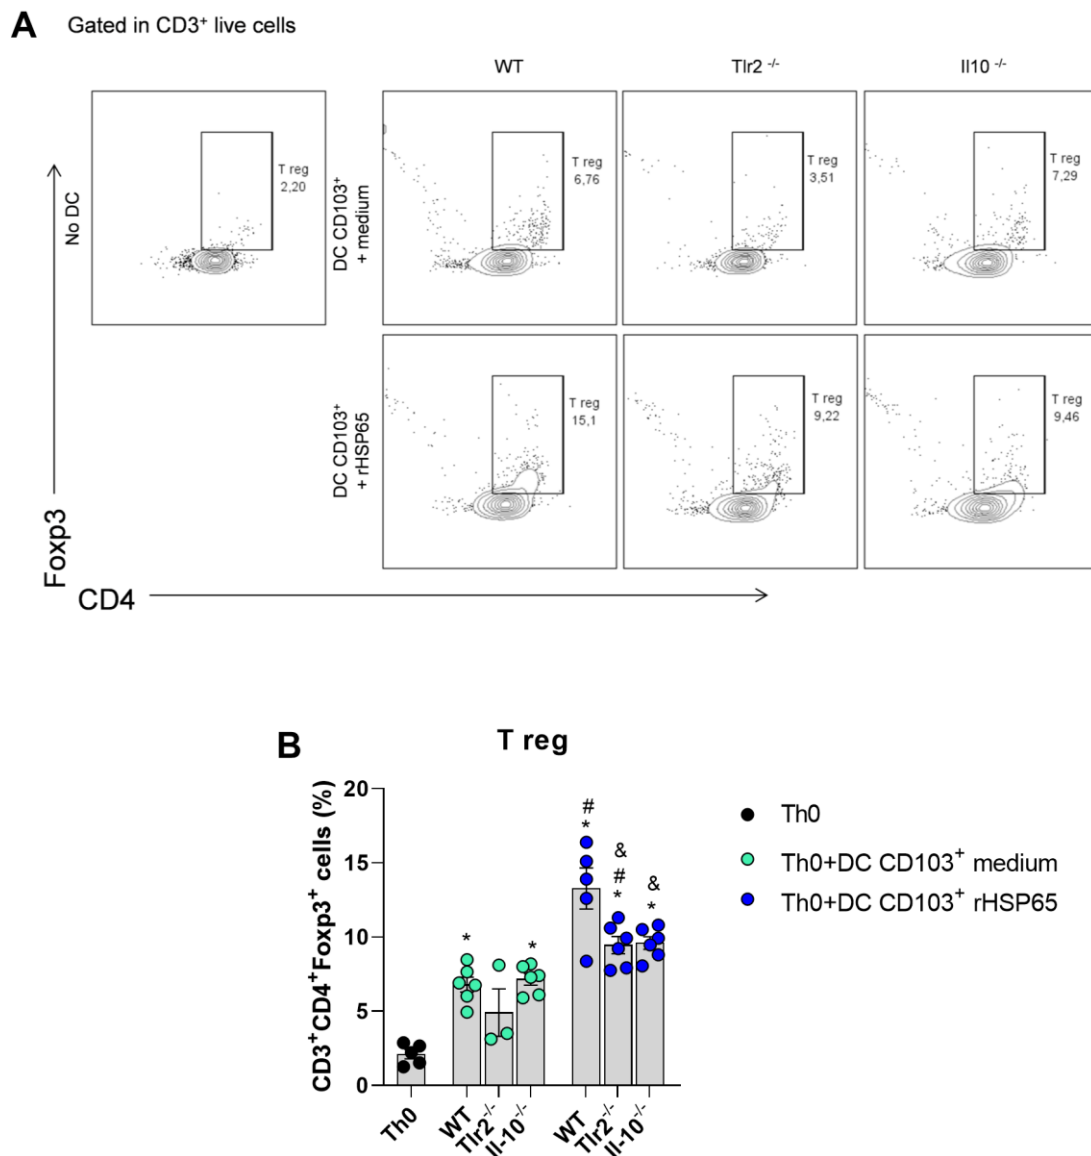 A Gated in CD3⁺ live cells
WT Tlr2 ⁻/⁻ Il10 ⁻/⁻
No DC
T reg
2,20
DC CD103⁺
+ medium
T reg
6,76
T reg
3,51
T reg
7,29
DC CD103⁺
+ rHSP65
T reg
15,1
T reg
9,22
T reg
9,46
Foxp3
CD4
B T reg
CD3⁺CD4⁺Foxp3⁺ cells (%)
20
15
10
5
0
*
*
#
*
&
#
*
&
*
Th0
WT
Tlr2⁻/⁻
Il-10⁻/⁻
WT
Tlr2⁻/⁻
Il-10⁻/⁻
Th0
Th0+DC CD103⁺ medium
Th0+DC CD103⁺ rHSP65